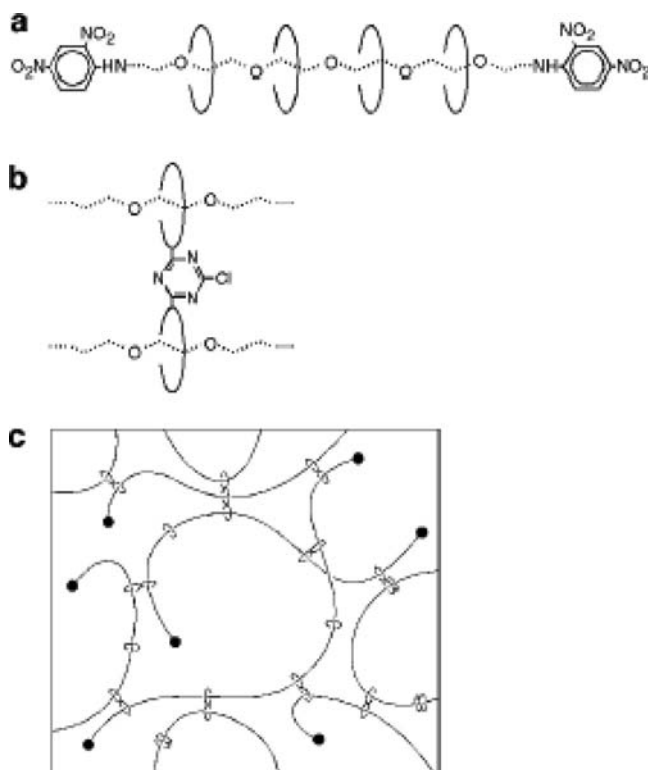 a
NO₂ NO₂
O₂N HN O O O O O NH NO₂
b
O O
N N Cl
N
O O
c